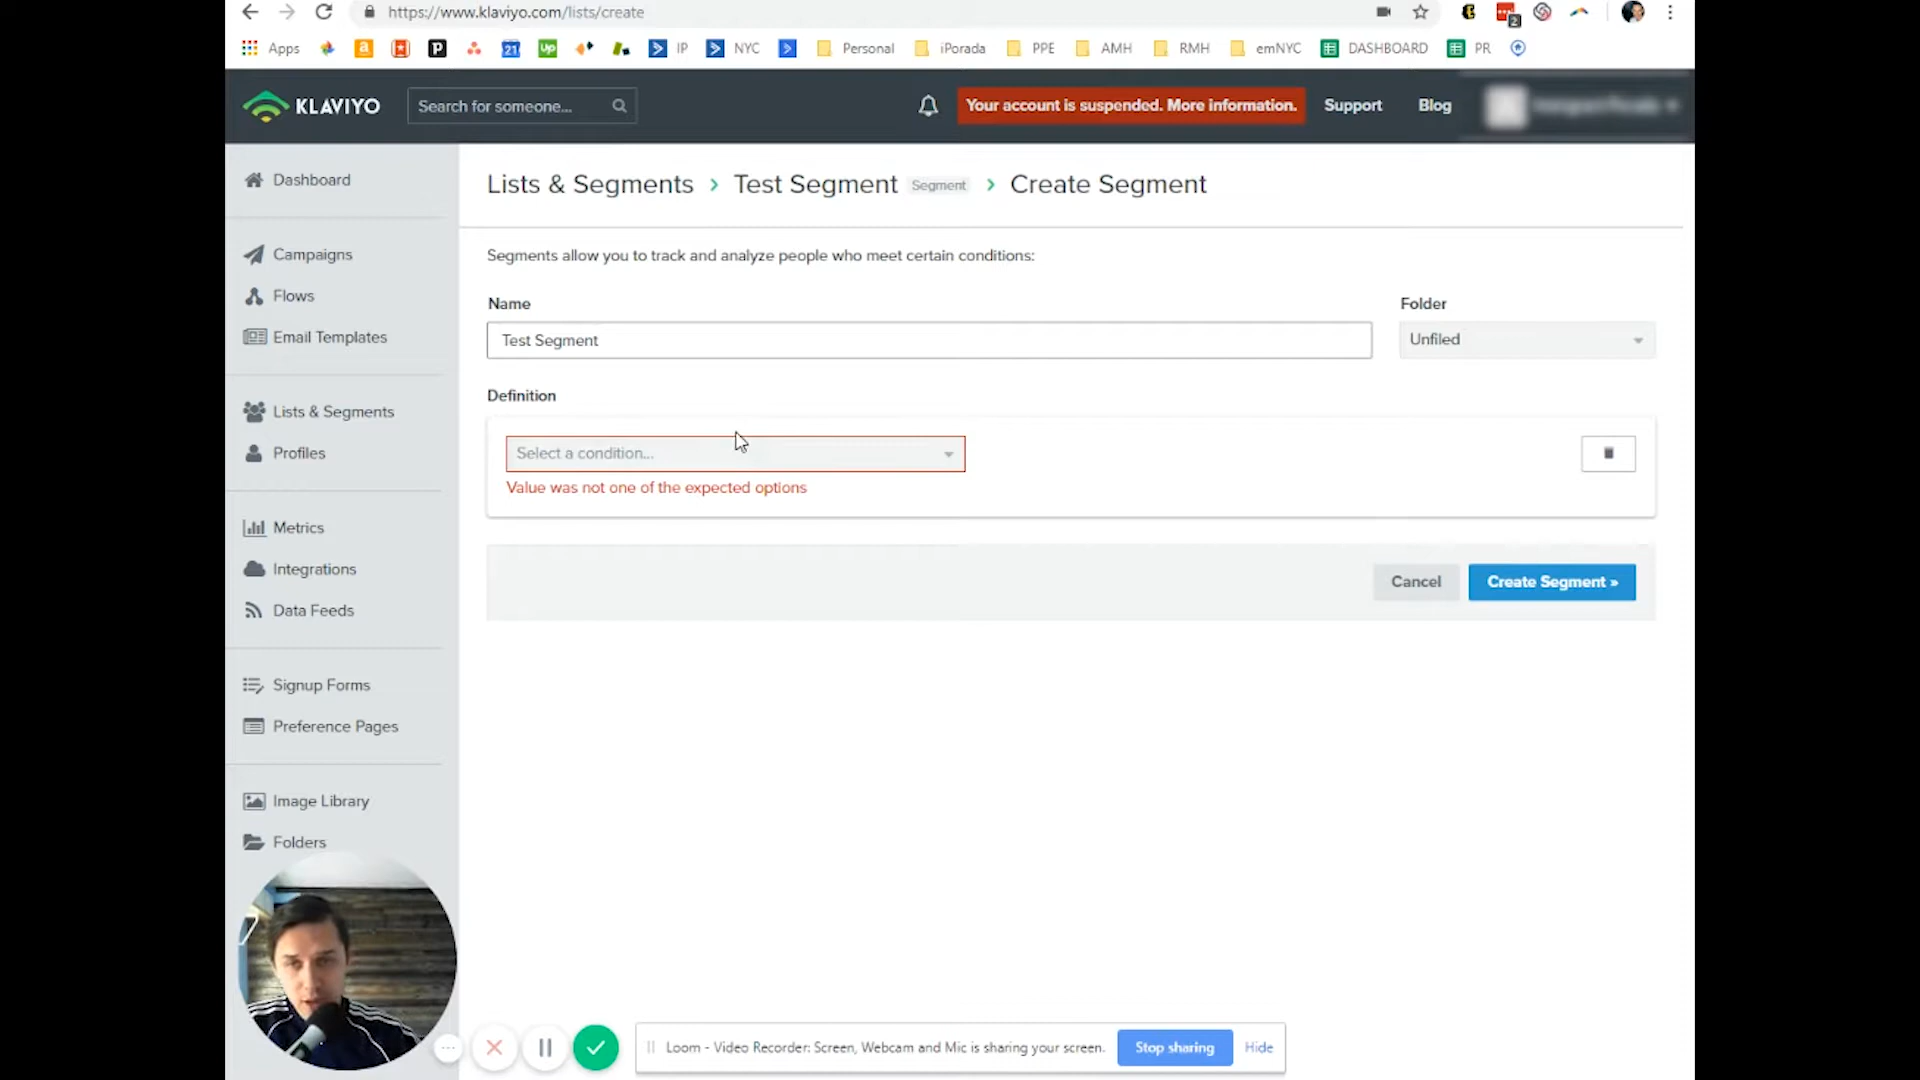 https://www.klaviyo.com/lists/create
2
Apps
21
up
IP
NYC
Personal
iPorada
PPE
AMH
RMH
emNYC
DASHBOARD
PR
KLAVIYO
Search for someone...
Your account is suspended. More information.
Support
Blog
Dashboard
Campaigns
Flows
Email Templates
Lists & Segments
Profiles
Metrics
Integrations
Data Feeds
Signup Forms
Preference Pages
Image Library
Folders
Lists & Segments › Test Segment Segment › Create Segment
Segments allow you to track and analyze people who meet certain conditions:
Name
Folder
Test Segment
Unfiled
Definition
Select a condition...
Value was not one of the expected options
Cancel
Create Segment »
Loom - Video Recorder: Screen, Webcam and Mic is sharing your screen.
Stop sharing
Hide